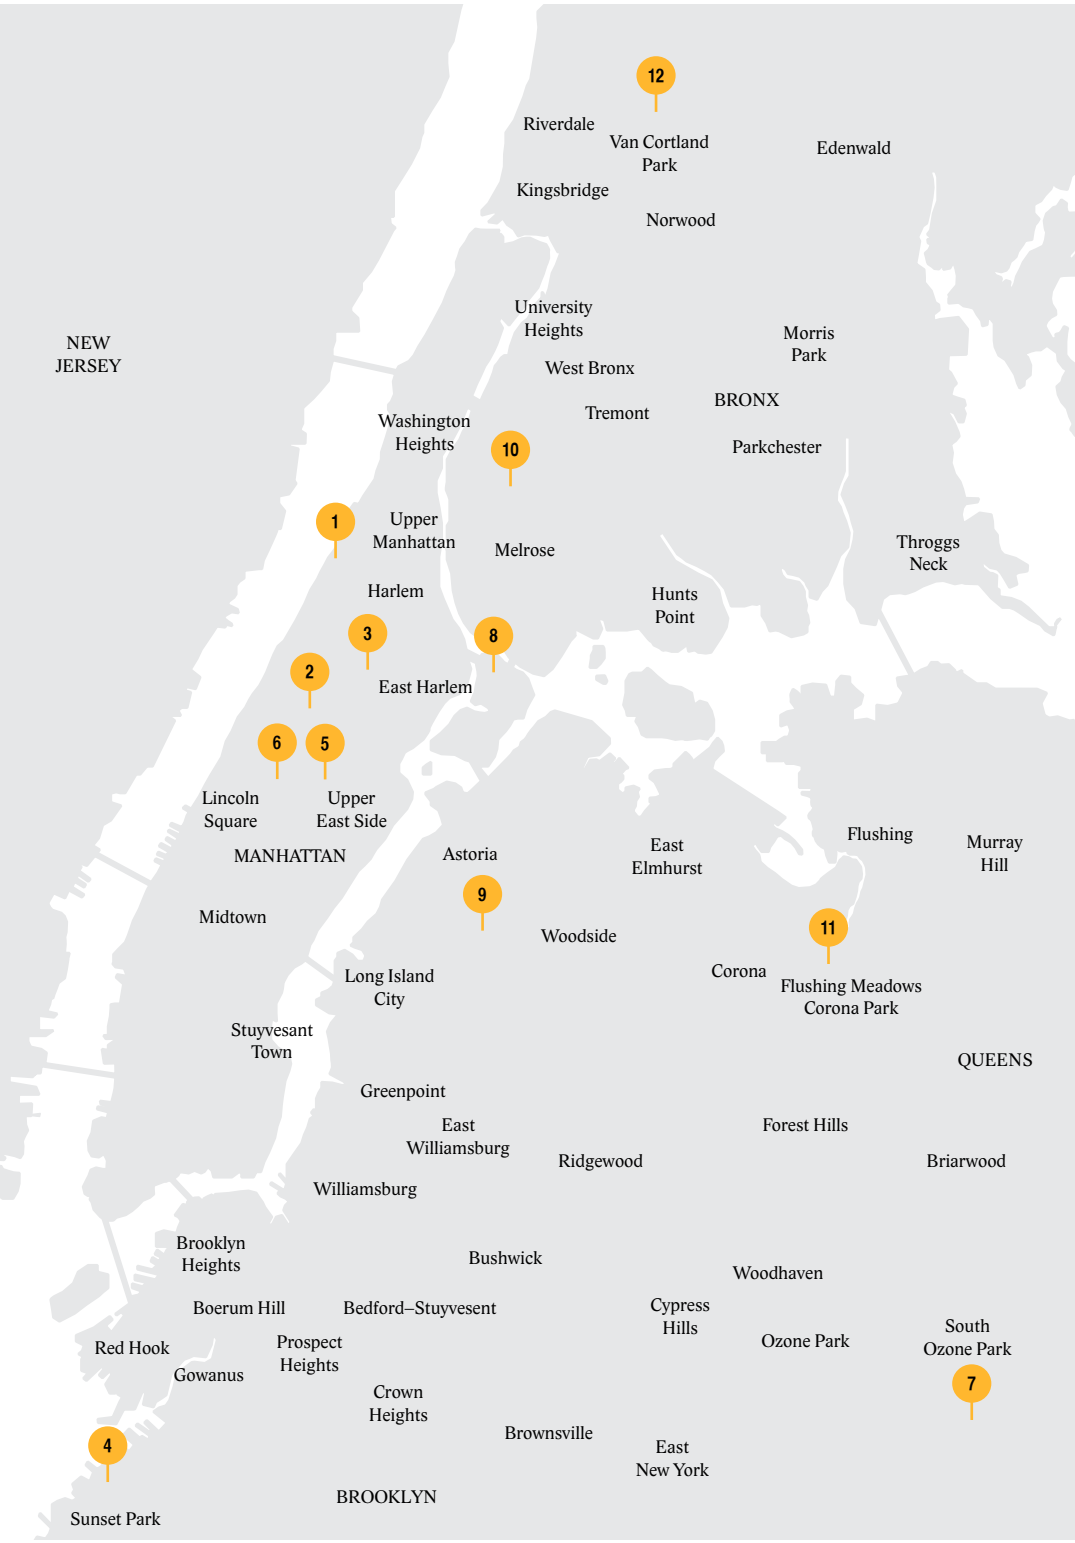 12
Riverdale
Van Cortland
Park
Edenwald
Kingsbridge
Norwood
University
Heights
NEW
JERSEY
Morris
Park
West Bronx
BRONX
Tremont
Washington
Heights
10
Parkchester
1
Upper
Manhattan
Melrose
Throggs
Neck
Harlem
Hunts
Point
3
8
2
East Harlem
6
5
Lincoln
Square
Upper
East Side
MANHATTAN
Astoria
East
Elmhurst
Flushing
Murray
Hill
9
Midtown
Woodside
11
Corona
Long Island
City
Flushing Meadows
Corona Park
Stuyvesant
Town
QUEENS
Greenpoint
East
Williamsburg
Forest Hills
Ridgewood
Briarwood
Williamsburg
Brooklyn
Heights
Bushwick
Woodhaven
Boerum Hill
Bedford–Stuyvesent
Cypress
Hills
South
Ozone Park
Red Hook
Prospect
Heights
Ozone Park
Gowanus
7
Crown
Heights
4
Brownsville
East
New York
BROOKLYN
Sunset Park